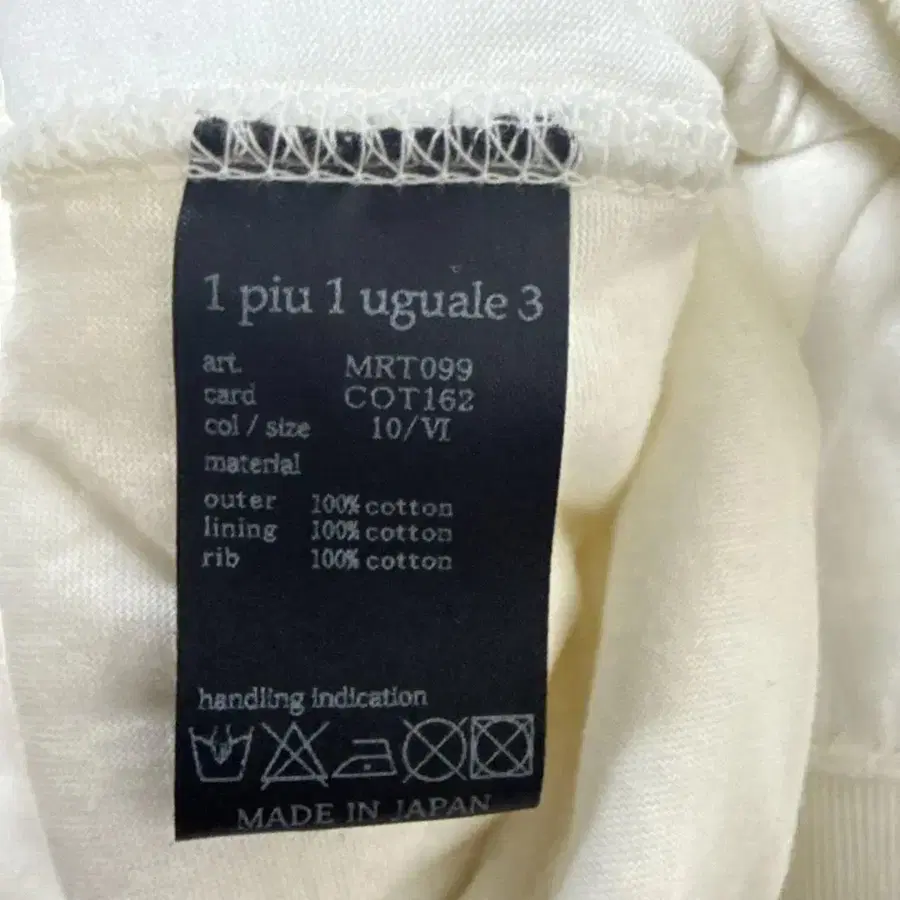 1 piu 1 uguale 3
art. MRT099
card COT162
col / size 10/VI
material
outer 100% cotton
lining 100% cotton
rib 100% cotton
handling indication
MADE IN JAPAN